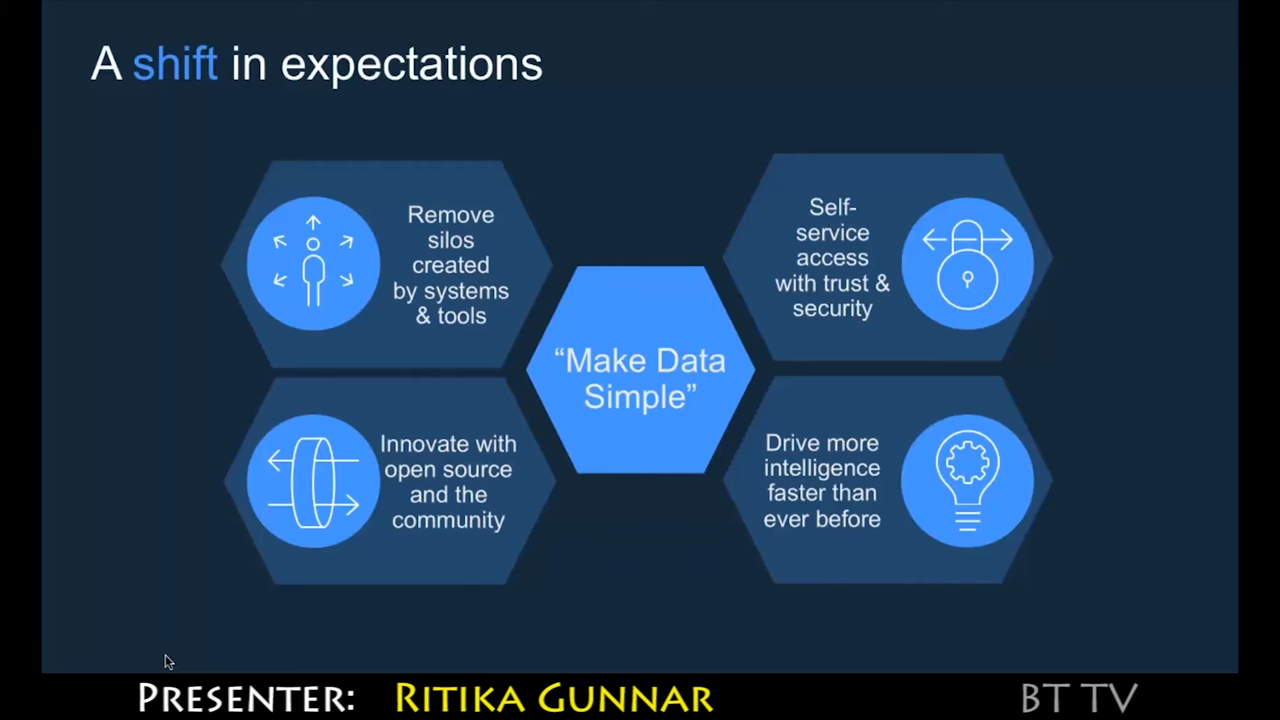 A shift in expectations
Remove
silos
created
by systems
& tools
Self-
service
access
with trust &
security
“Make Data
Simple”
Innovate with
open source
and the
community
Drive more
intelligence
faster than
ever before
Presenter: Ritika Gunnar
BT TV